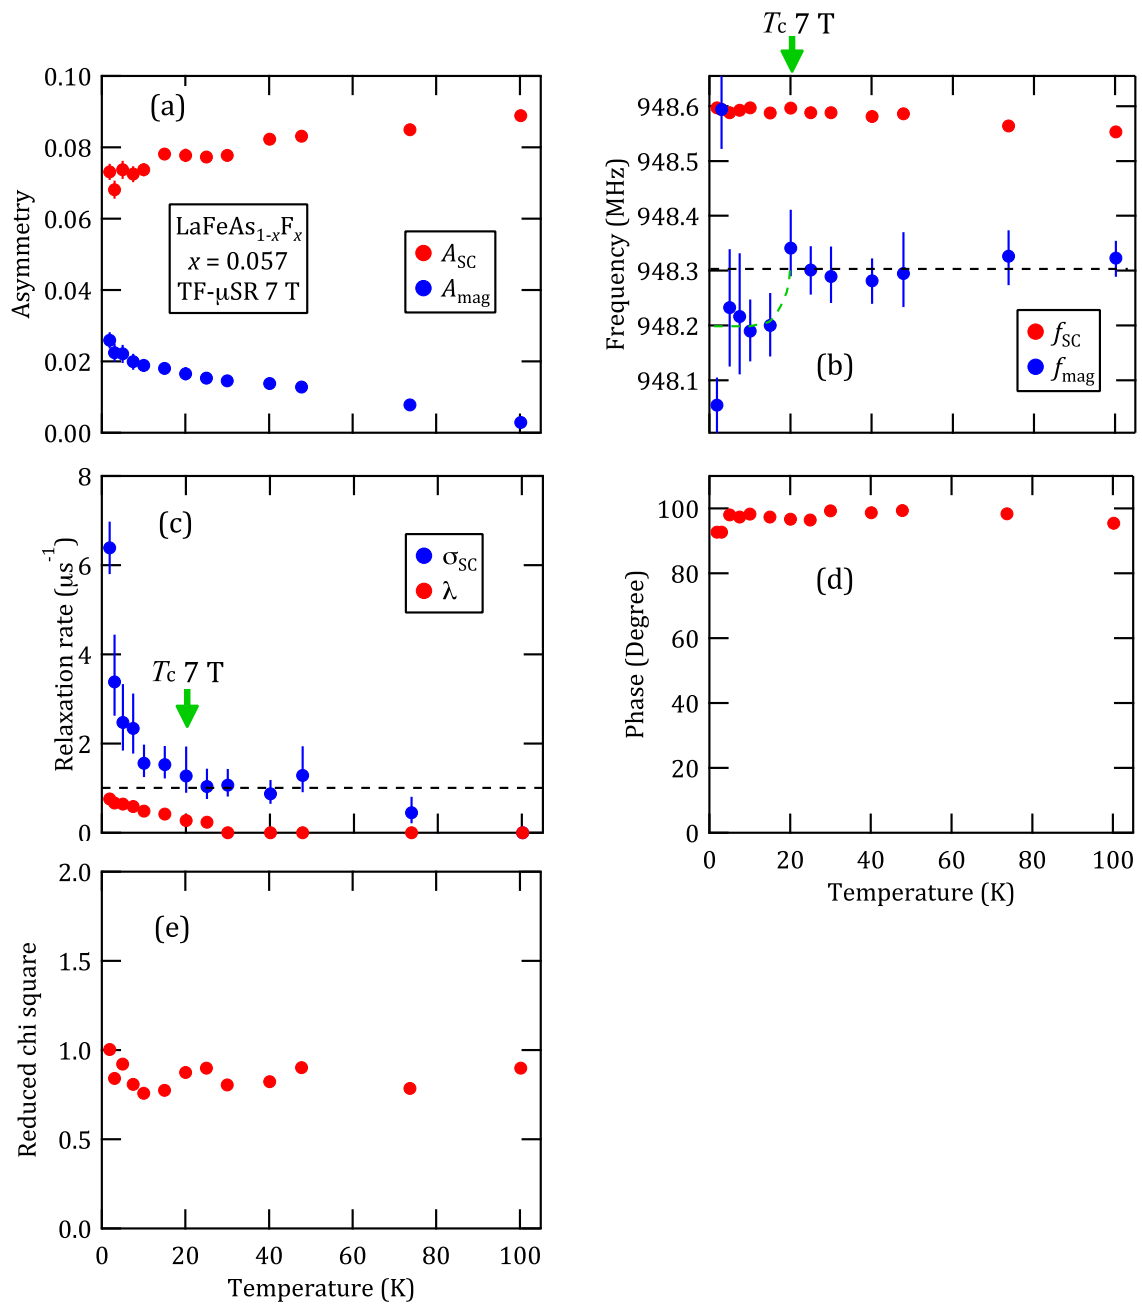 Tc 7 T
0.10
0.08
0.06
0.04
0.02
0.00
Asymmetry
(a)
LaFeAs1-xFx
x = 0.057
TF-μSR 7 T
ASC
Amag
948.6
948.5
948.4
948.3
948.2
948.1
Frequency (MHz)
(b)
fSC
fmag
8
6
4
2
0
Relaxation rate (μs-1)
(c)
σSC
λ
Tc 7 T
100
80
60
40
20
0
Phase (Degree)
(d)
0 20 40 60 80 100
Temperature (K)
2.0
1.5
1.0
0.5
0.0
Reduced chi square
(e)
0 20 40 60 80 100
Temperature (K)